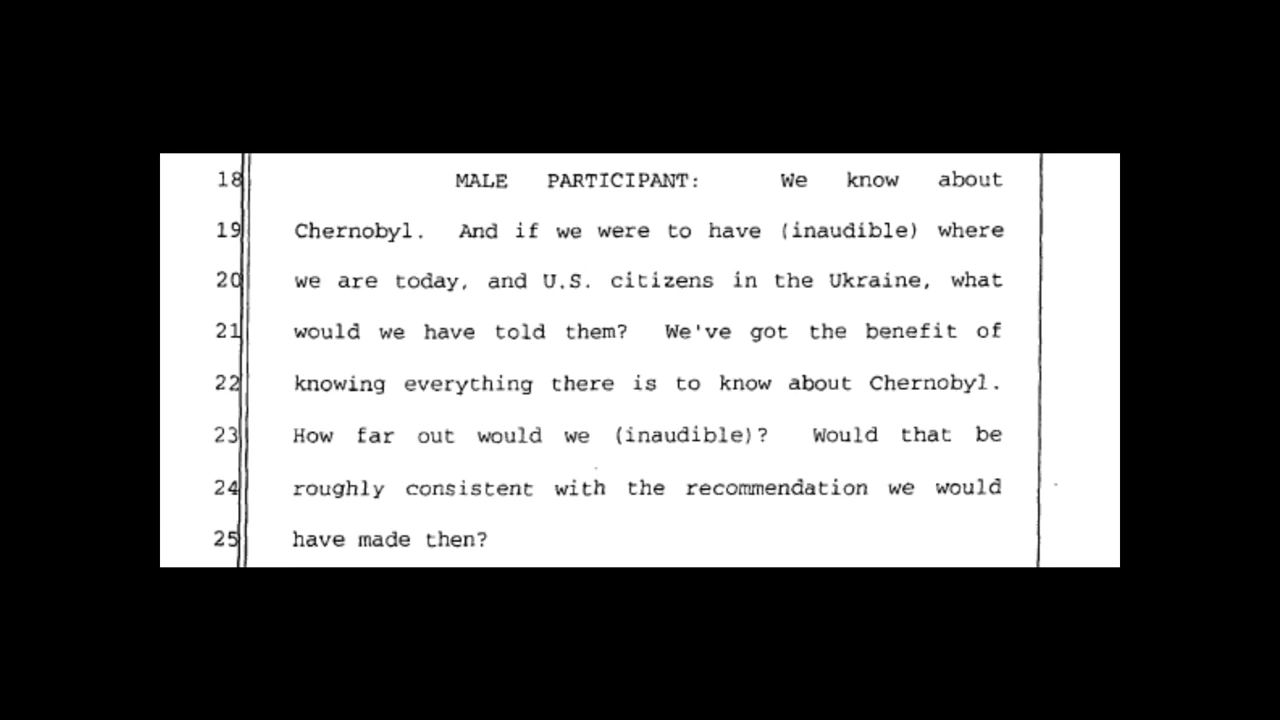 18 MALE PARTICIPANT: We know about
19 Chernobyl. And if we were to have (inaudible) where
20 we are today, and U.S. citizens in the Ukraine, what
21 would we have told them? We've got the benefit of
22 knowing everything there is to know about Chernobyl.
23 How far out would we (inaudible)? Would that be
24 roughly consistent with the recommendation we would
25 have made then?